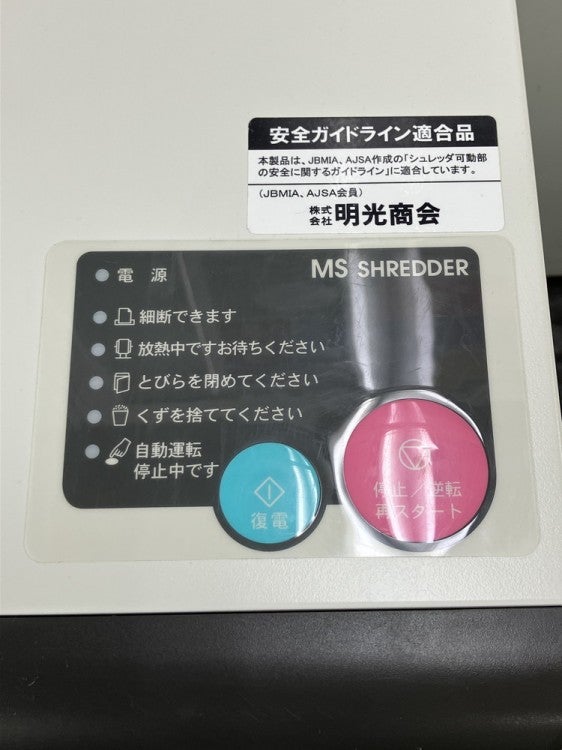 安全ガイドライン適合品
本製品は、JBMIA、AJSA作成の「シュレッダ可動部
の安全に関するガイドライン」に適合しています。
(JBMIA、AJSA会員)
株式会社 明光商会
電源 MS SHREDDER
細断できます
放熱中ですお待ちください
とびらを閉めてください
くずを捨ててください
自動運転
停止中です
復電
停止/逆転
再スタート